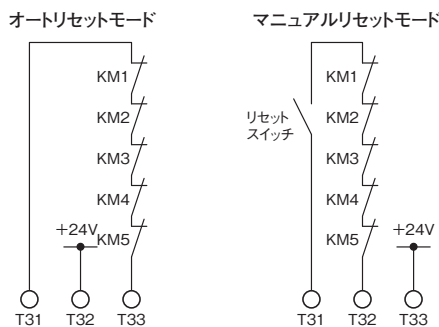 オートリセットモード
KM1
KM2
KM3
KM4
+24V
KM5
T31
T32
T33
マニュアルリセットモード
KM1
リセット
スイッチ
KM2
KM3
KM4
KM5
+24V
T31
T32
T33